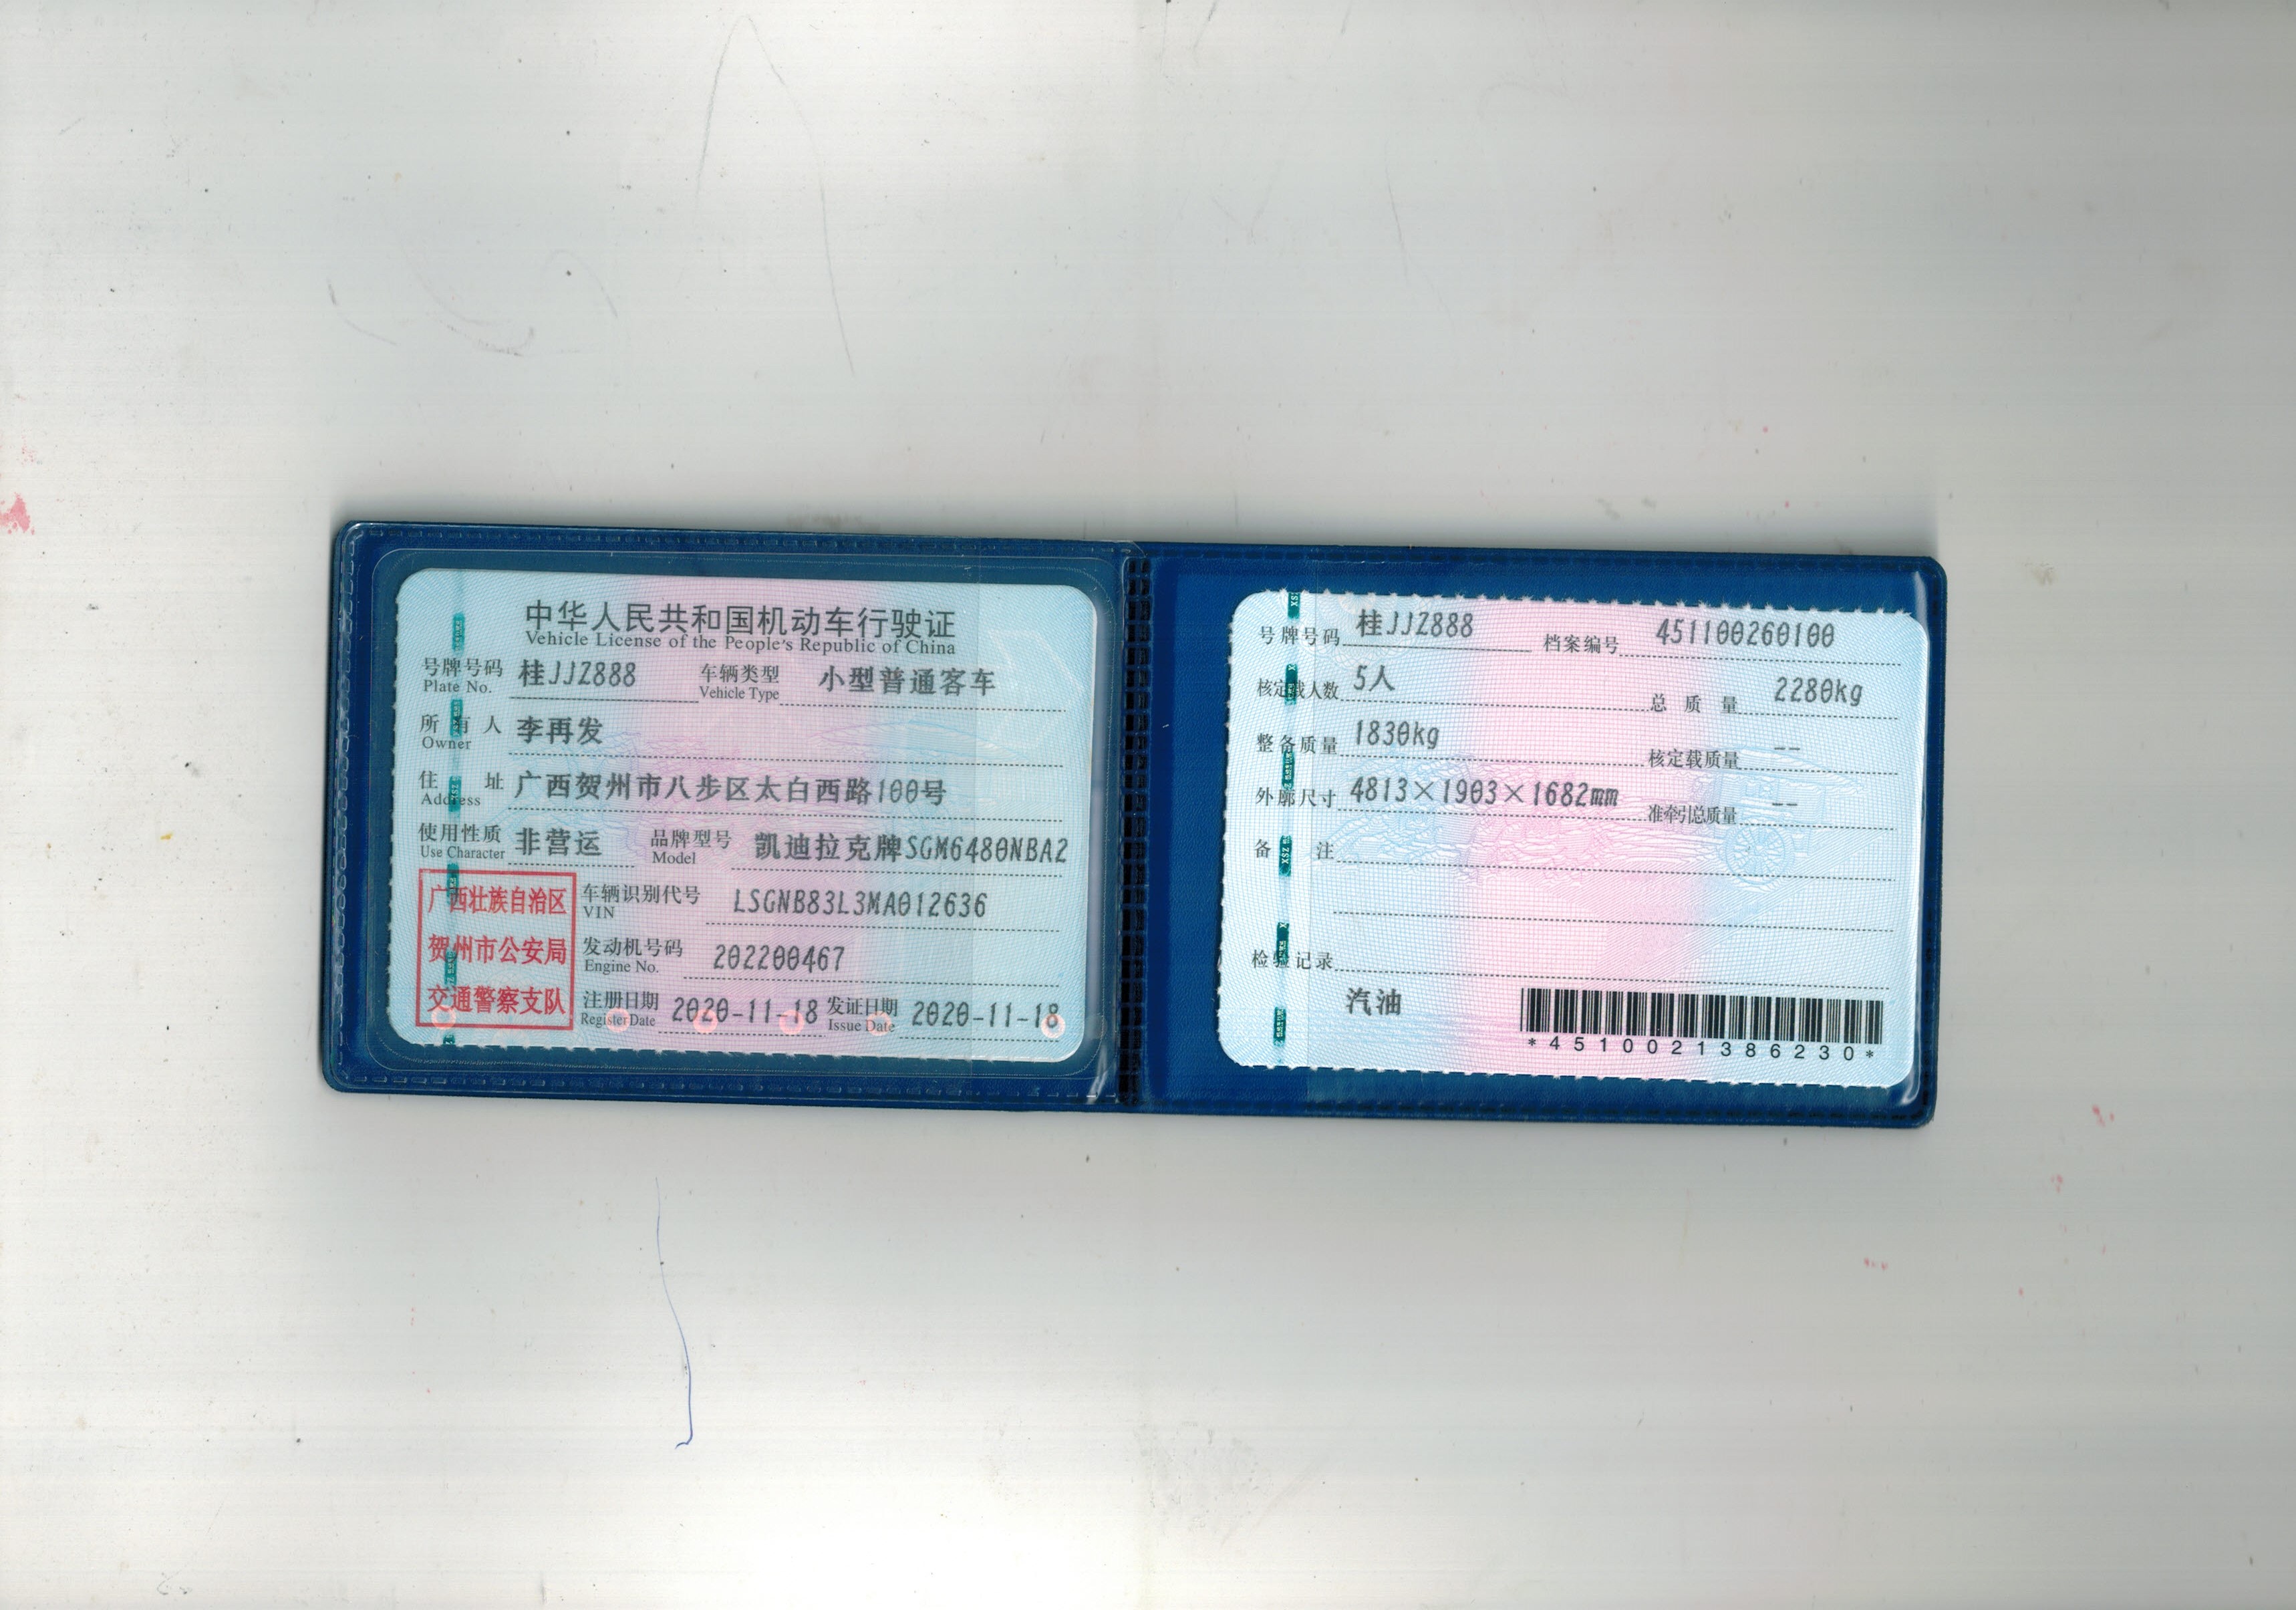 中华人民共和国机动车行驶证
Vehicle License of the People's Republic of China
号牌号码 桂JJZ888 车辆类型 小型普通客车
Plate No. Vehicle Type
所有人 李再发
Owner
住址 广西贺州市八步区太白西路100号
Address
使用性质 非营运 品牌型号 凯迪拉克牌SGM6480NBA2
Use Character Model
广西壮族自治区
贺州市公安局
交通警察支队
车辆识别代号 LSGNB83L3MA012636
VIN
发动机号码 202200467
Engine No.
注册日期 2020-11-18 发证日期 2020-11-18
Register Date Issue Date
号牌号码 桂JJZ888 档案编号 451100260100
核定载人数 5人 总质量 2280kg
整备质量 1830kg 核定载质量 --
外廓尺寸 4813×1903×1682mm 准牵引总质量 --
备注
检验记录
汽油
*4510021386230*